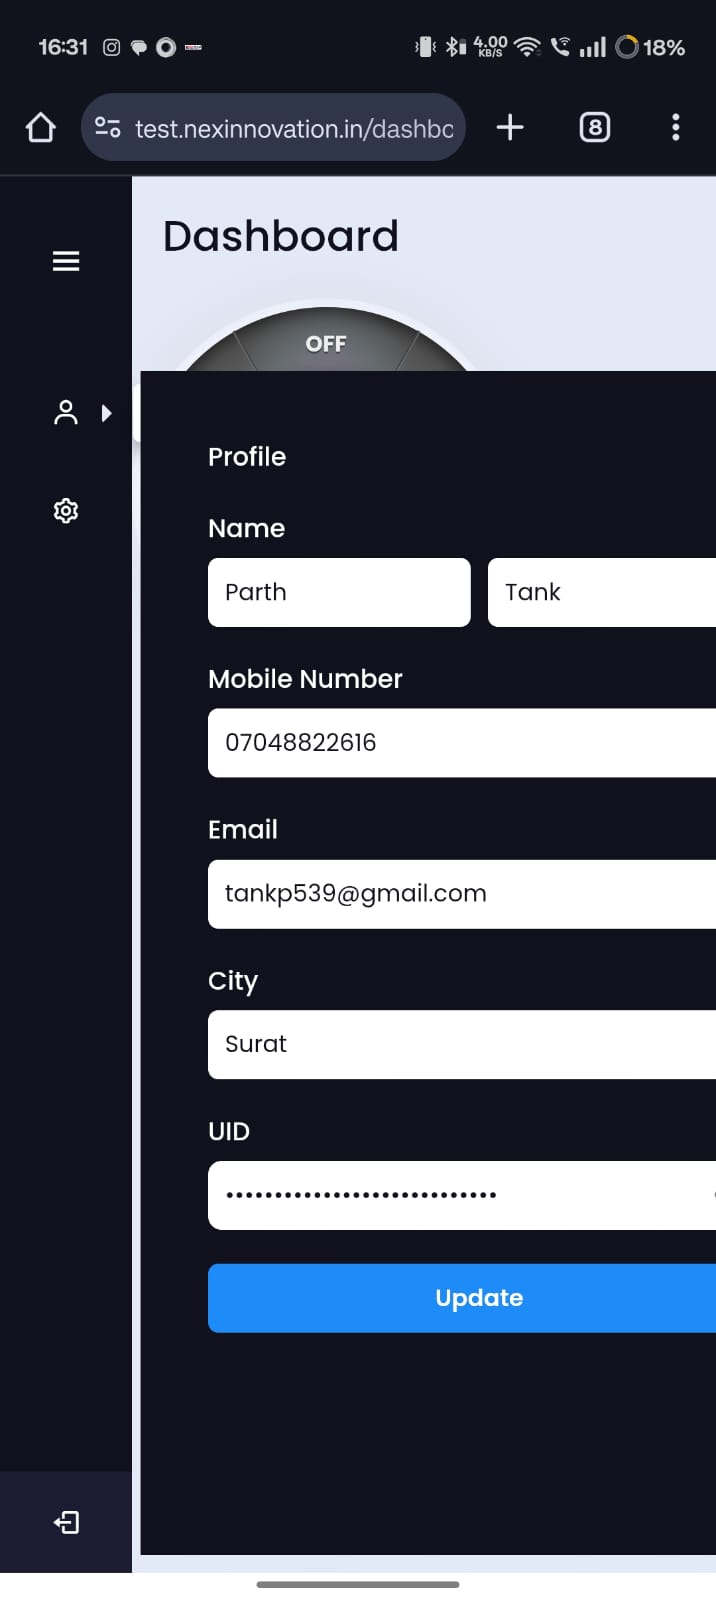 16:31
4.00
KB/S
18%
test.nexinnovation.in/dashbo
8
Dashboard
OFF
Profile
Name
Parth
Tank
Mobile Number
07048822616
Email
tankp539@gmail.com
City
Surat
UID
••••••••••••••••••••••••••••
Update